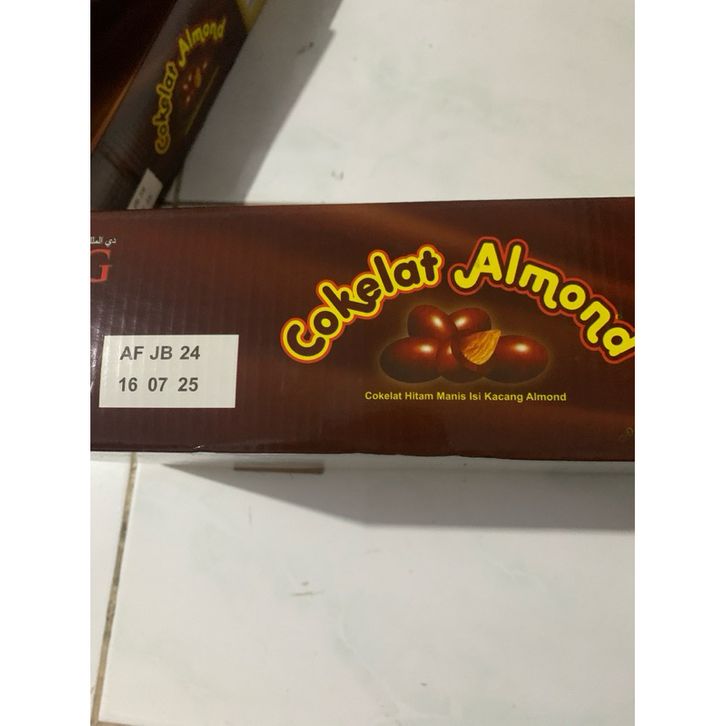 Cokelat Almond
G
Cokelat Almond
AF JB 24
16 07 25
Cokelat Hitam Manis Isi Kacang Almond